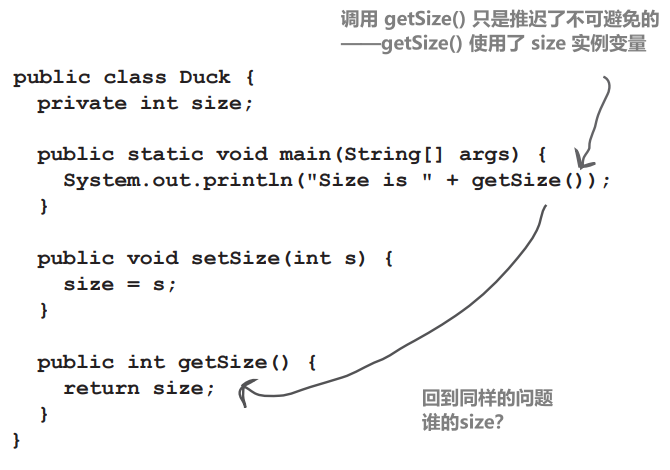 调用 getSize() 只是推迟了不可避免的
——getSize() 使用了 size 实例变量
public class Duck {
private int size;
public static void main(String[] args) {
System.out.println("Size is " + getSize());
}
public void setSize(int s) {
size = s;
}
public int getSize() {
return size;
}
}
回到同样的问题
谁的size?